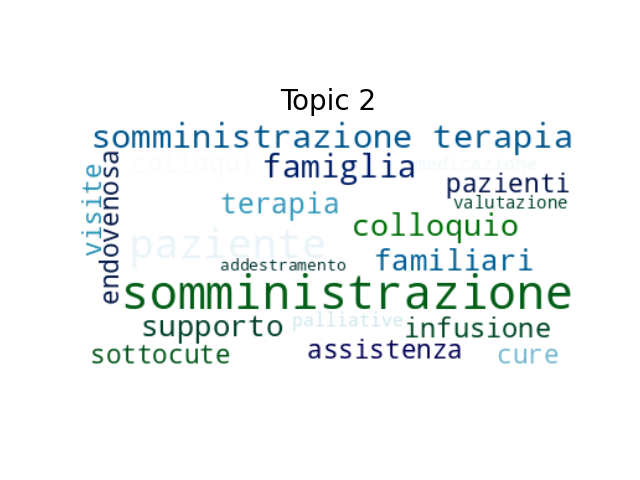 Topic 2
somministrazione terapia
colloqui
medicazione
famiglia
visite
endovenosa
pazienti
terapia
valutazione
colloquio
paziente
addestramento
familiari
somministrazione
supporto
palliative
infusione
sottocute
assistenza
cure